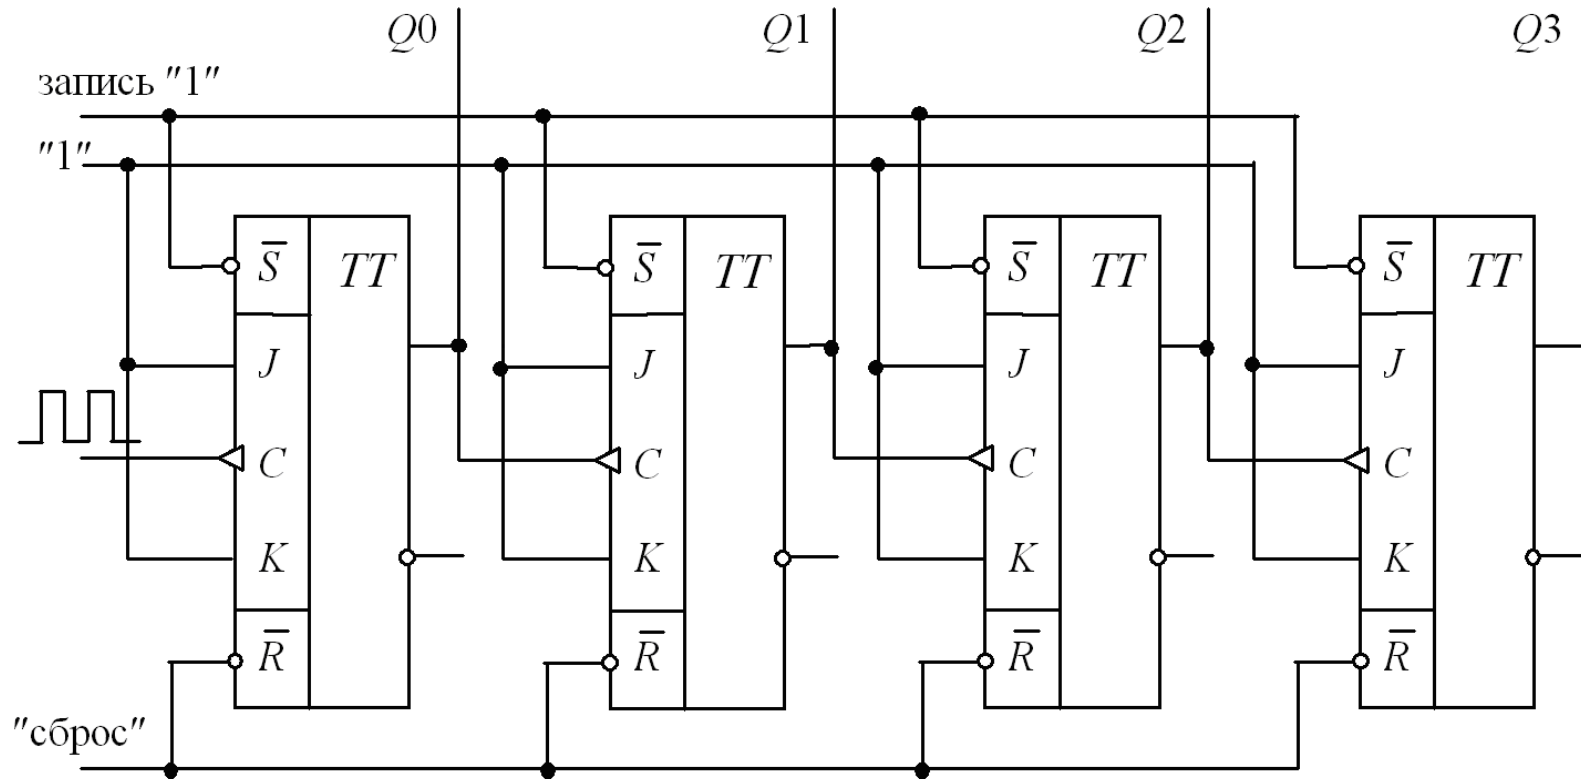 Q0 Q1 Q2 Q3
запись "1"
"1"
S̅ TT S̅ TT S̅ TT S̅ TT
J J J J
C C C C
K K K K
R̅ R̅ R̅ R̅
"сброс"